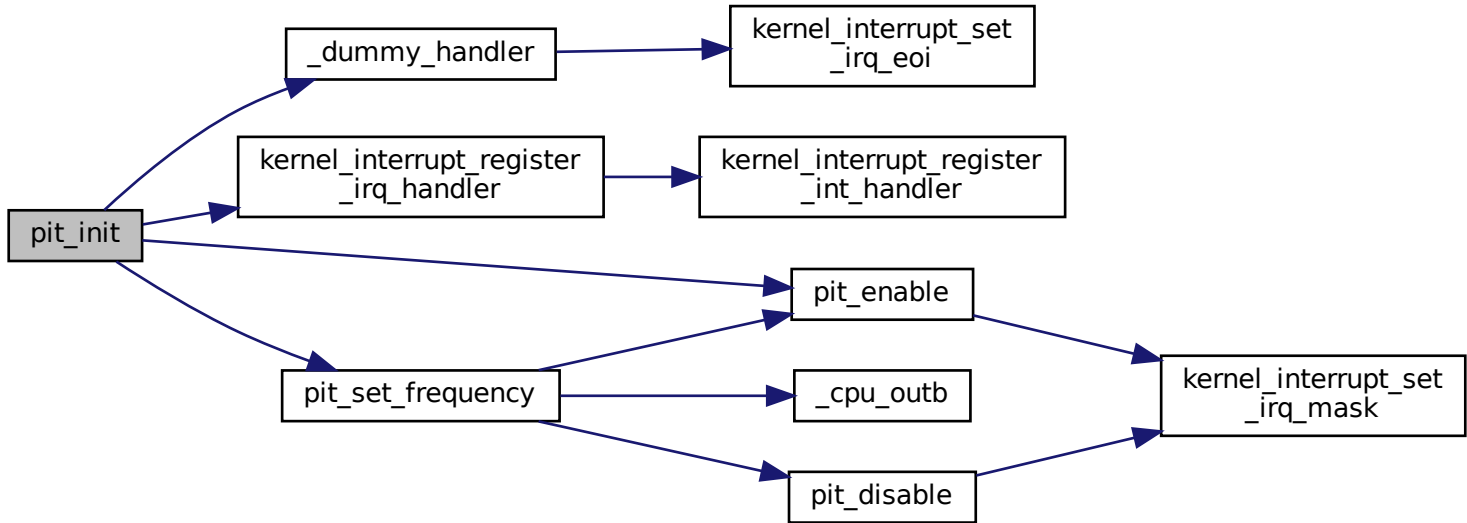 _dummy_handler
kernel_interrupt_set
_irq_eoi
kernel_interrupt_register
_irq_handler
kernel_interrupt_register
_int_handler
pit_init
pit_enable
pit_set_frequency
_cpu_outb
kernel_interrupt_set
_irq_mask
pit_disable